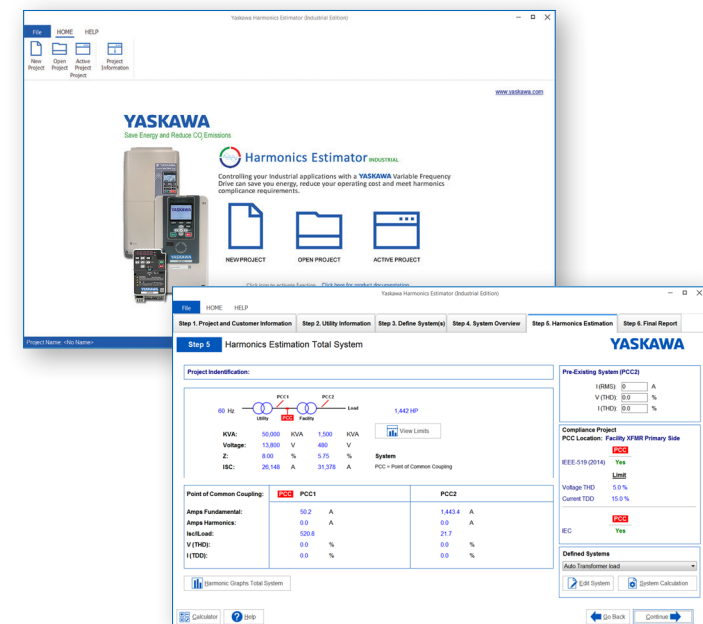 Yaskawa Harmonics Estimator (Industrial Edition)
File HOME HELP
New Project
Open Project
Active Project
Project Information
Project
www.yaskawa.com
YASKAWA
Save Energy and Reduce CO2 Emissions
Harmonics Estimator INDUSTRIAL
Controlling your Industrial applications with a YASKAWA Variable Frequency
Drive can save you energy, reduce your operating cost and meet harmonics
compliance requirements.
NEW PROJECT OPEN PROJECT ACTIVE PROJECT
Click icon to activate function. Click here for product documentation
Project Name: <No Name>
Yaskawa Harmonics Estimator (Industrial Edition)
File HOME HELP
Step 1. Project and Customer Information Step 2. Utility Information Step 3. Define System(s) Step 4. System Overview Step 5. Harmonics Estimation Step 6. Final Report
Step 5 Harmonics Estimation Total System YASKAWA
Project Indentification:
PCC1 PCC2
60 Hz Load 1,442 HP
Utility PCC Facility
KVA: 50,000 KVA 1,500 KVA View Limits
Voltage: 13,800 V 480 V
Z: 8.00 % 5.75 % System
ISC: 26,148 A 31,378 A PCC = Point of Common Coupling
Point of Common Coupling: PCC PCC1 PCC2
Amps Fundamental: 50.2 A 1,443.4 A
Amps Harmonics: 0.0 A 0.0 A
Isc/Load: 520.8 21.7
V (THD): 0.0 % 0.0 %
I (TDD): 0.0 % 0.0 %
Harmonic Graphs Total System
Calculator Help
Pre-Existing System (PCC2)
I (RMS): 0 A
V (THD): 0.0 %
I (THD): 0.0 %
Compliance Project
PCC Location: Facility XFMR Primary Side
PCC
IEEE-519 (2014) Yes
Limit
Voltage THD 5.0 %
Current TDD 15.0 %
PCC
IEC Yes
Defined Systems
Auto Transformer load
Edit System System Calculation
Go Back Continue